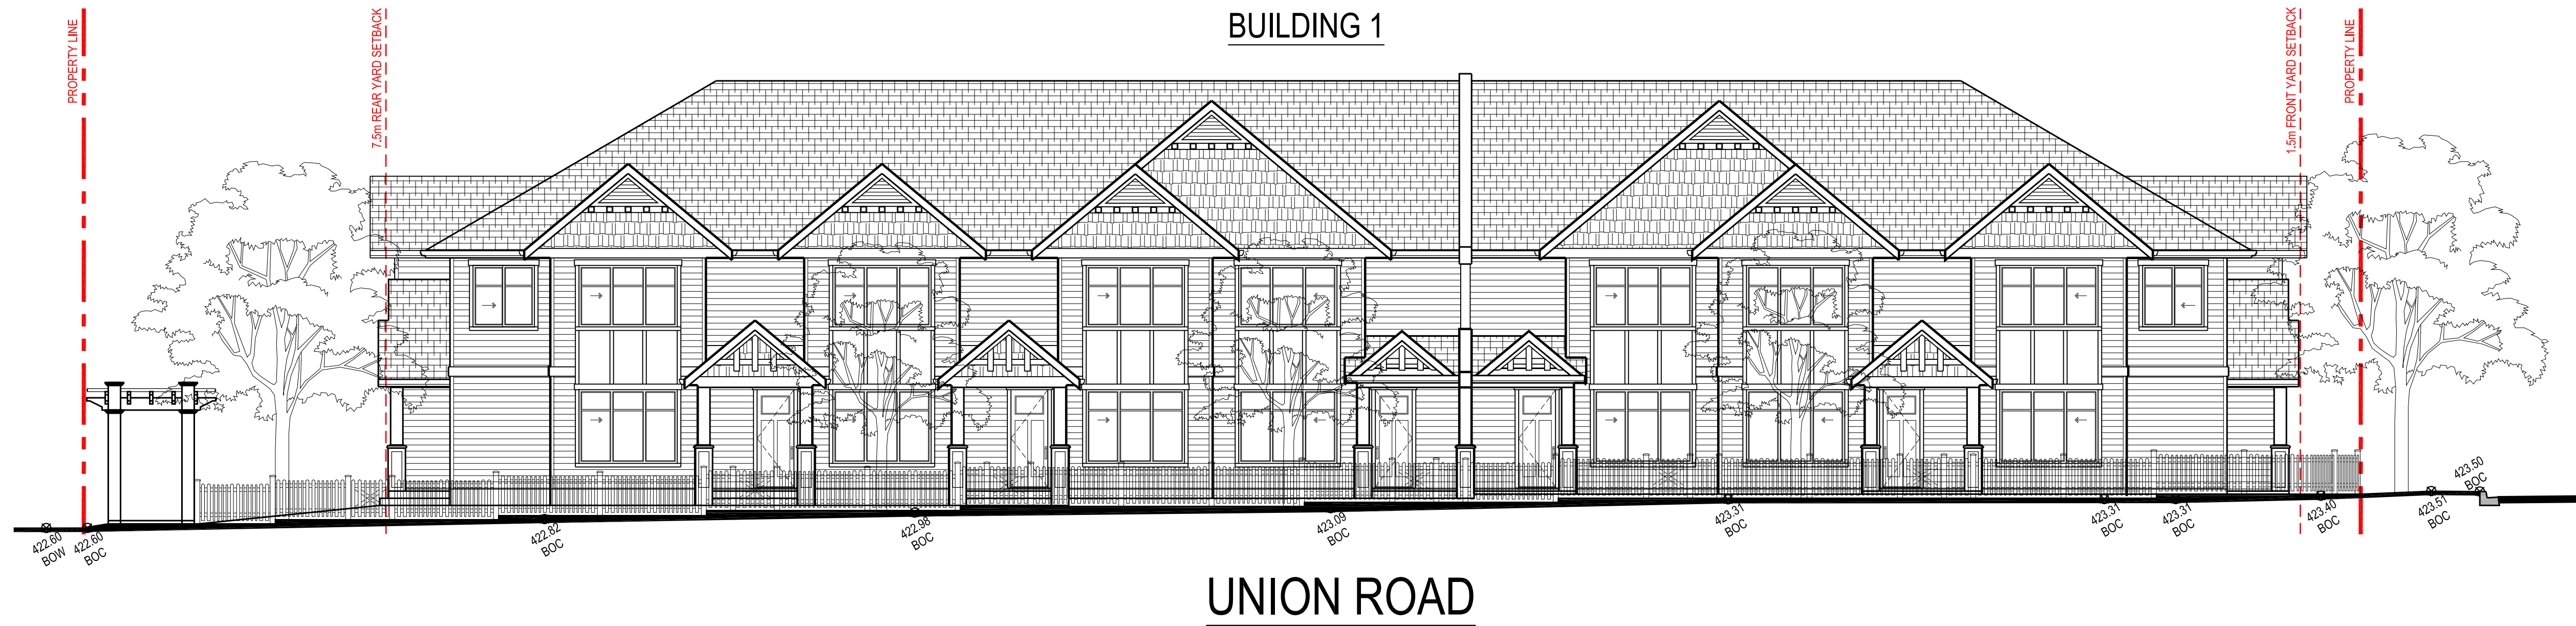 BUILDING 1
PROPERTY LINE
7.5m REAR YARD SETBACK
1.5m FRONT YARD SETBACK
PROPERTY LINE
422.60
BOW
422.60
BOC
422.82
BOC
422.98
BOC
423.09
BOC
423.31
BOC
423.31
BOC
423.31
BOC
423.40
BOC
423.51
BOC
423.50
BOC
UNION ROAD